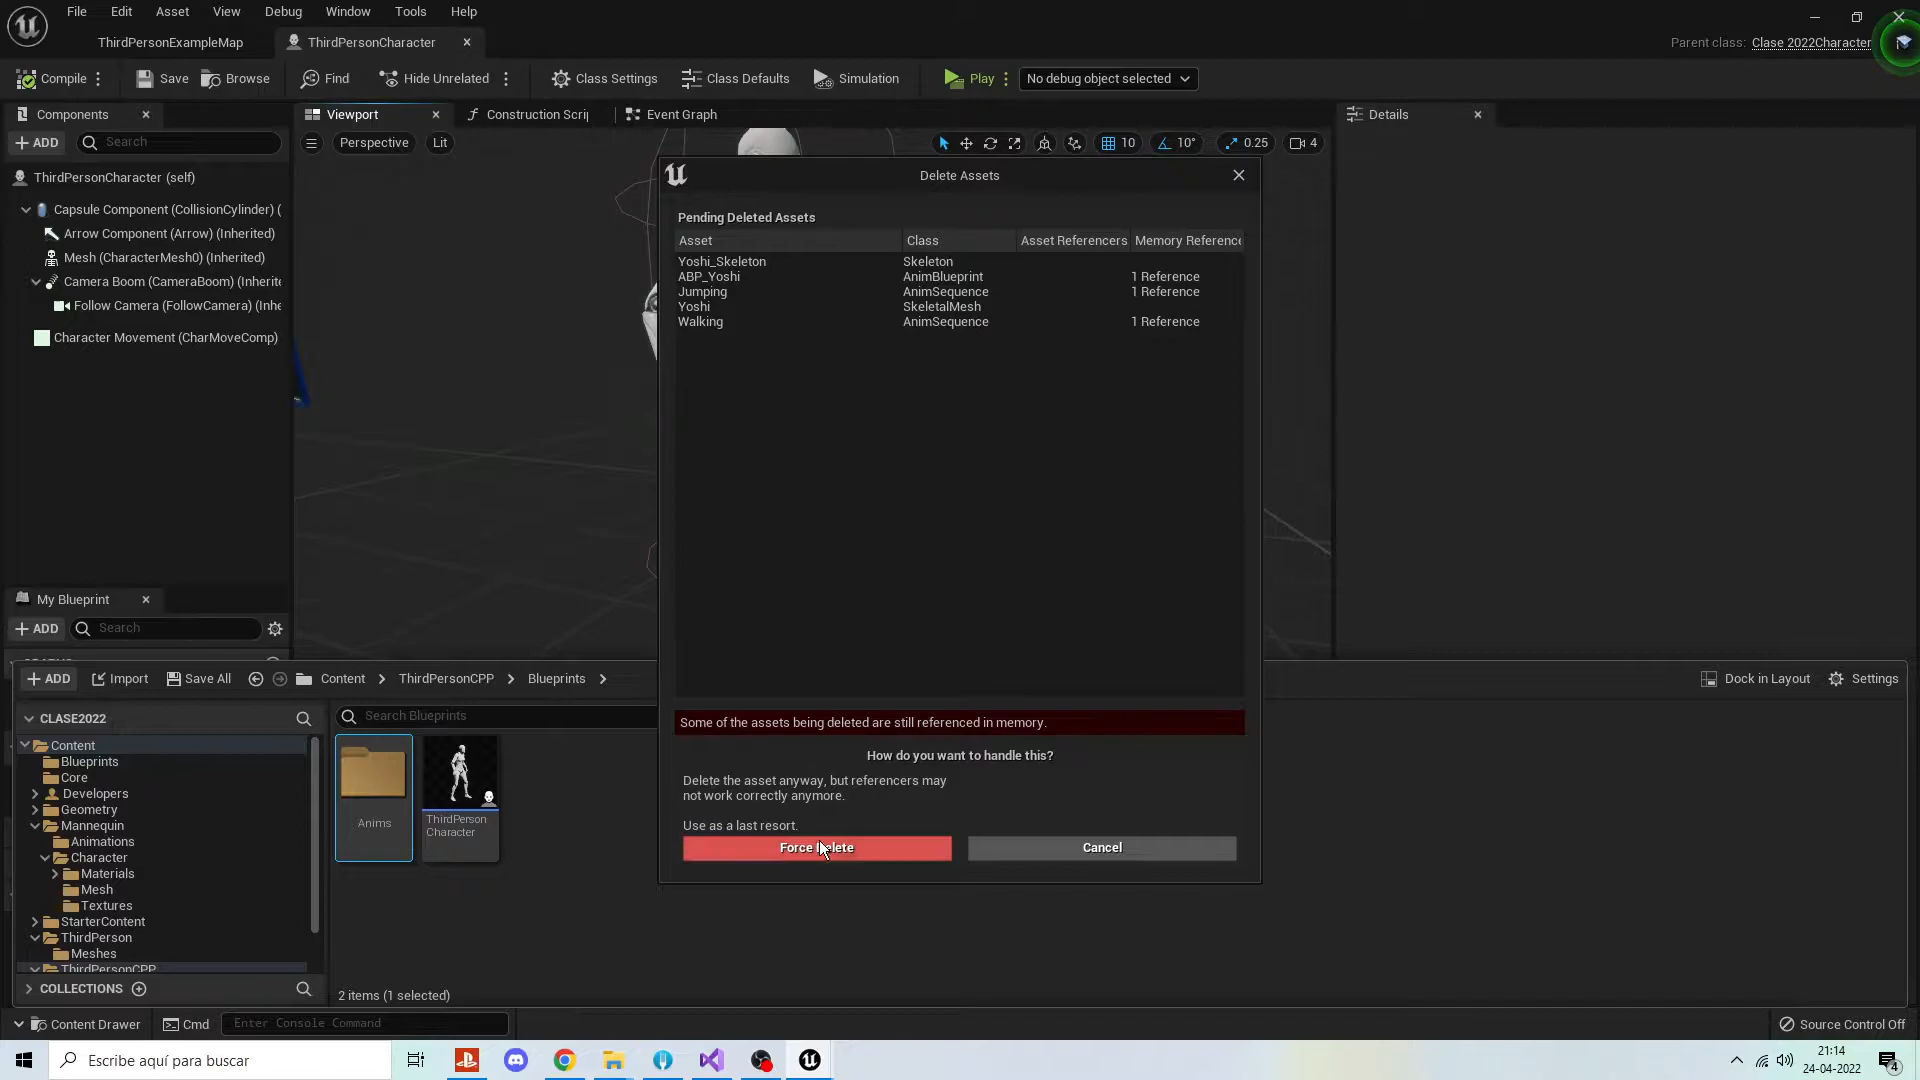 File Edit Asset View Debug Window Tools Help
ThirdPersonExampleMap
ThirdPersonCharacter
Parent class: Clase 2022Character
Compile
Save
Browse
Find
Hide Unrelated
Class Settings
Class Defaults
Simulation
Play
No debug object selected
Components
Viewport
Construction Scrip
Event Graph
Details
ADD
Search
Perspective
Lit
10
10°
0.25
4
ThirdPersonCharacter (self)
Capsule Component (CollisionCylinder) (
Arrow Component (Arrow) (Inherited)
Mesh (CharacterMesh0) (Inherited)
Camera Boom (CameraBoom) (Inherite
Follow Camera (FollowCamera) (Inhe
Character Movement (CharMoveComp)
Delete Assets
Pending Deleted Assets
Asset Class Asset Referencers Memory Reference
Yoshi_Skeleton Skeleton
ABP_Yoshi AnimBlueprint 1 Reference
Jumping AnimSequence 1 Reference
Yoshi SkeletalMesh
Walking AnimSequence 1 Reference
Some of the assets being deleted are still referenced in memory.
How do you want to handle this?
Delete the asset anyway, but referencers may
not work correctly anymore.
Use as a last resort.
Force Delete
Cancel
My Blueprint
ADD
Search
ADD
Import
Save All
Content
ThirdPersonCPP
Blueprints
Dock in Layout
Settings
CLASE2022
Search Blueprints
Content
Blueprints
Core
Developers
Geometry
Mannequin
Animations
Character
Materials
Mesh
Textures
StarterContent
ThirdPerson
Meshes
ThirdPersonCPP
COLLECTIONS
Anims
ThirdPerson
Character
2 items (1 selected)
Content Drawer
Cmd
Enter Console Command
Source Control Off
Escribe aquí para buscar
21:14
24-04-2022
4